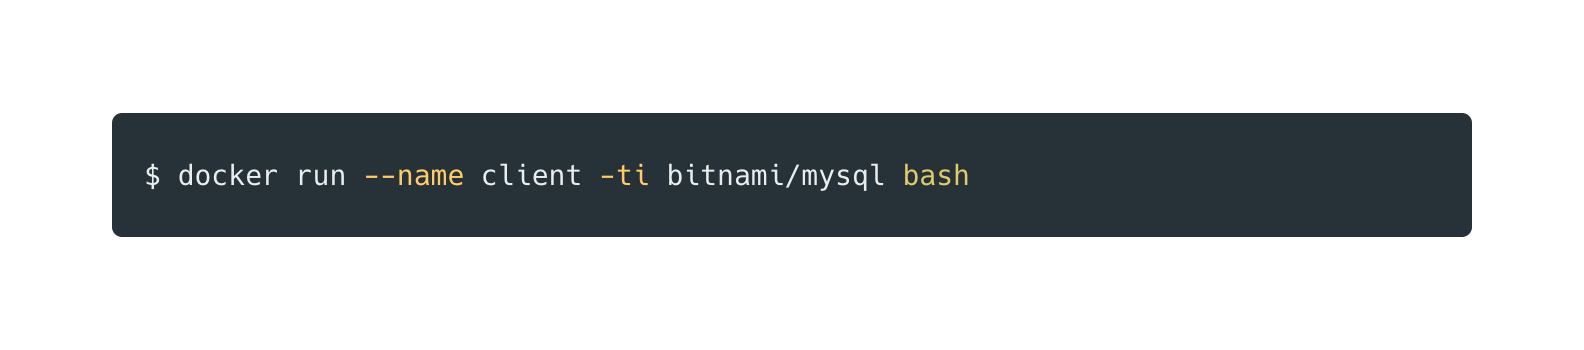 $ docker run --name client -ti bitnami/mysql bash